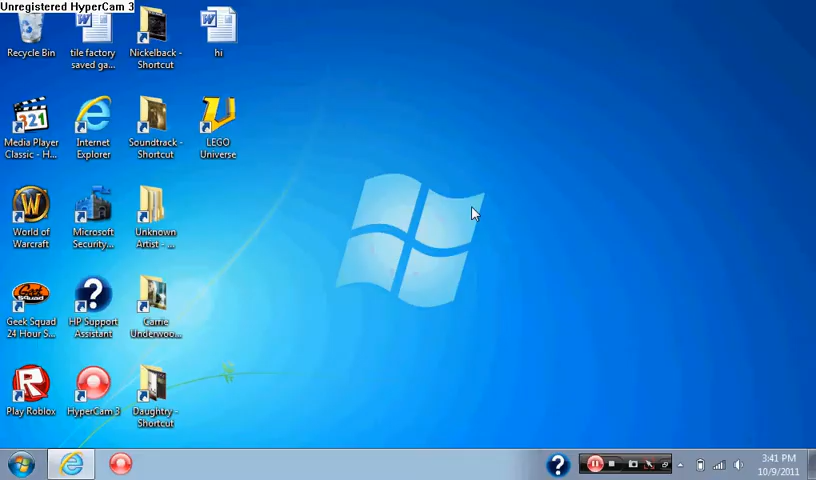 Unregistered HyperCam 3
Recycle Bin
tile factory
saved ga...
Nickelback -
Shortcut
hi
321
Media Player
Classic - H...
Internet
Explorer
Soundtrack -
Shortcut
LEGO
Universe
World of
Warcraft
Microsoft
Security...
Unknown
Artist - ...
Geek Squad
24 Hour S...
HP Support
Assistant
Carrie
Underwoo...
Play Roblox
HyperCam 3
Daughtry -
Shortcut
3:41 PM
10/9/2011